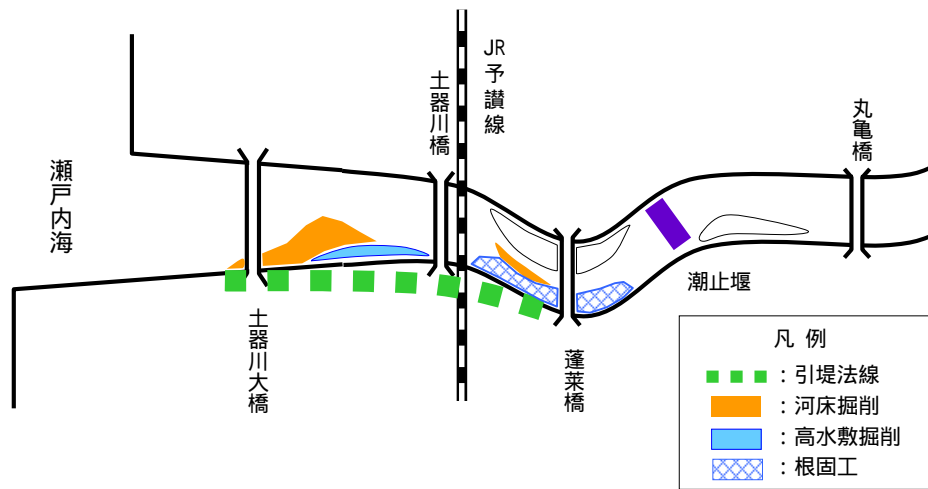 瀬戸内海
土器川大橋
土器川橋
JR予讃線
蓬莱橋
潮止堰
丸亀橋
凡 例
：引堤法線
：河床掘削
：高水敷掘削
：根固工